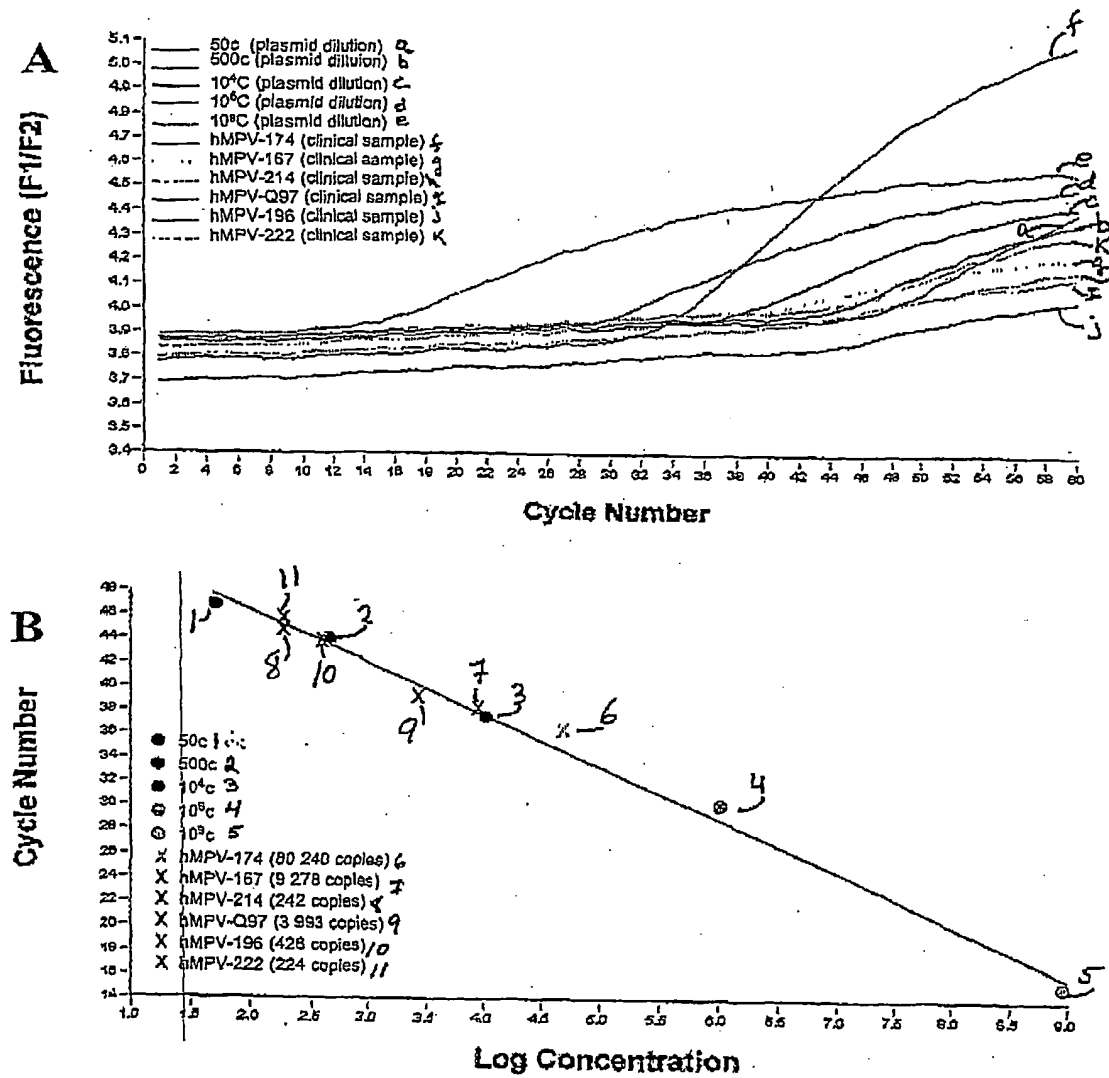 A
Fluorescence (F1/F2)
5.1
5.0
50c (plasmid dilution) a
500c (plasmid diluion) b
10⁴C (plasmid dilution) c
10⁶C (plasmid dilution) d
10⁸C (plasmid dilution) e
hMPV-174 (clinical sample) f
hMPV-167 (clinical sample) g
hMPV-214 (clinical sample)
hMPV-Q97 (clinical sample)
hMPV-196 (clinical sample) j
hMPV-222 (clinical sample) K
f
d
c
a
b
K
j
4.9
4.5
4.4
4.3
4.2
4.1
4.0
3.9
3.8
3.7
3.6
3.5
3.4
0 2 4 6 8 10 12 14 16 18 20 22 24 26 28 30 32 34 36 38 40 42 44 46 48 50 52 54 56 58 60
Cycle Number
B
Cycle Number
48
46
44
42
40
38
36
30
28
26
24
22
20
18
16
14
1
11
8
2
10
9
7
3
6
4
5
50c 1
500c 2
10⁴c 3
10⁶c 4
10⁹c 5
hMPV-174 (80 240 copies) 6
hMPV-167 (9 278 copies) 7
hMPV-214 (242 copies) 8
hMPV-Q97 (3 993 copies) 9
hMPV-196 (428 copies) 10
hMPV-222 (224 copies) 11
1.0 1.5 2.0 2.5 3.0 3.5 4.0 4.5 5.0 5.5 6.0 6.5 7.0 7.5 8.0 8.5 9.0
Log Concentration